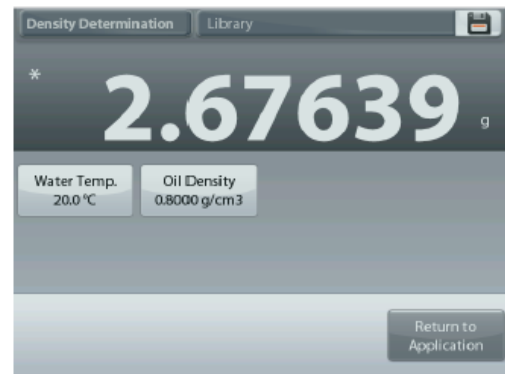 Density Determination Library
*
2.67639 g
Water Temp. Oil Density
20.0 °C 0.8000 g/cm3
Return to
Application